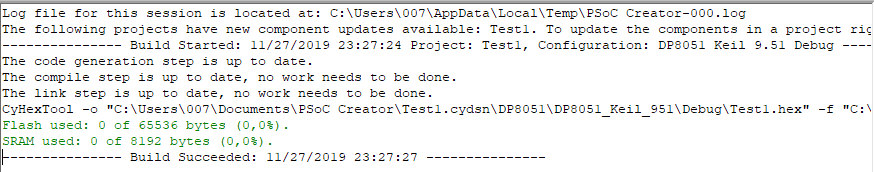 Log file for this session is located at: C:\Users\007\AppData\Local\Temp\PSoC Creator-000.log
The following projects have new component updates available: Test1. To update the components in a project rig
--------------- Build Started: 11/27/2019 23:27:24 Project: Test1, Configuration: DP8051 Keil 9.51 Debug ----
The code generation step is up to date.
The compile step is up to date, no work needs to be done.
The link step is up to date, no work needs to be done.
CyHexTool -o "C:\Users\007\Documents\PSoC Creator\Test1.cydsn\DP8051\DP8051_Keil_951\Debug\Test1.hex" -f "C:\
Flash used: 0 of 65536 bytes (0,0%).
SRAM used: 0 of 8192 bytes (0,0%).
--------------- Build Succeeded: 11/27/2019 23:27:27 ---------------